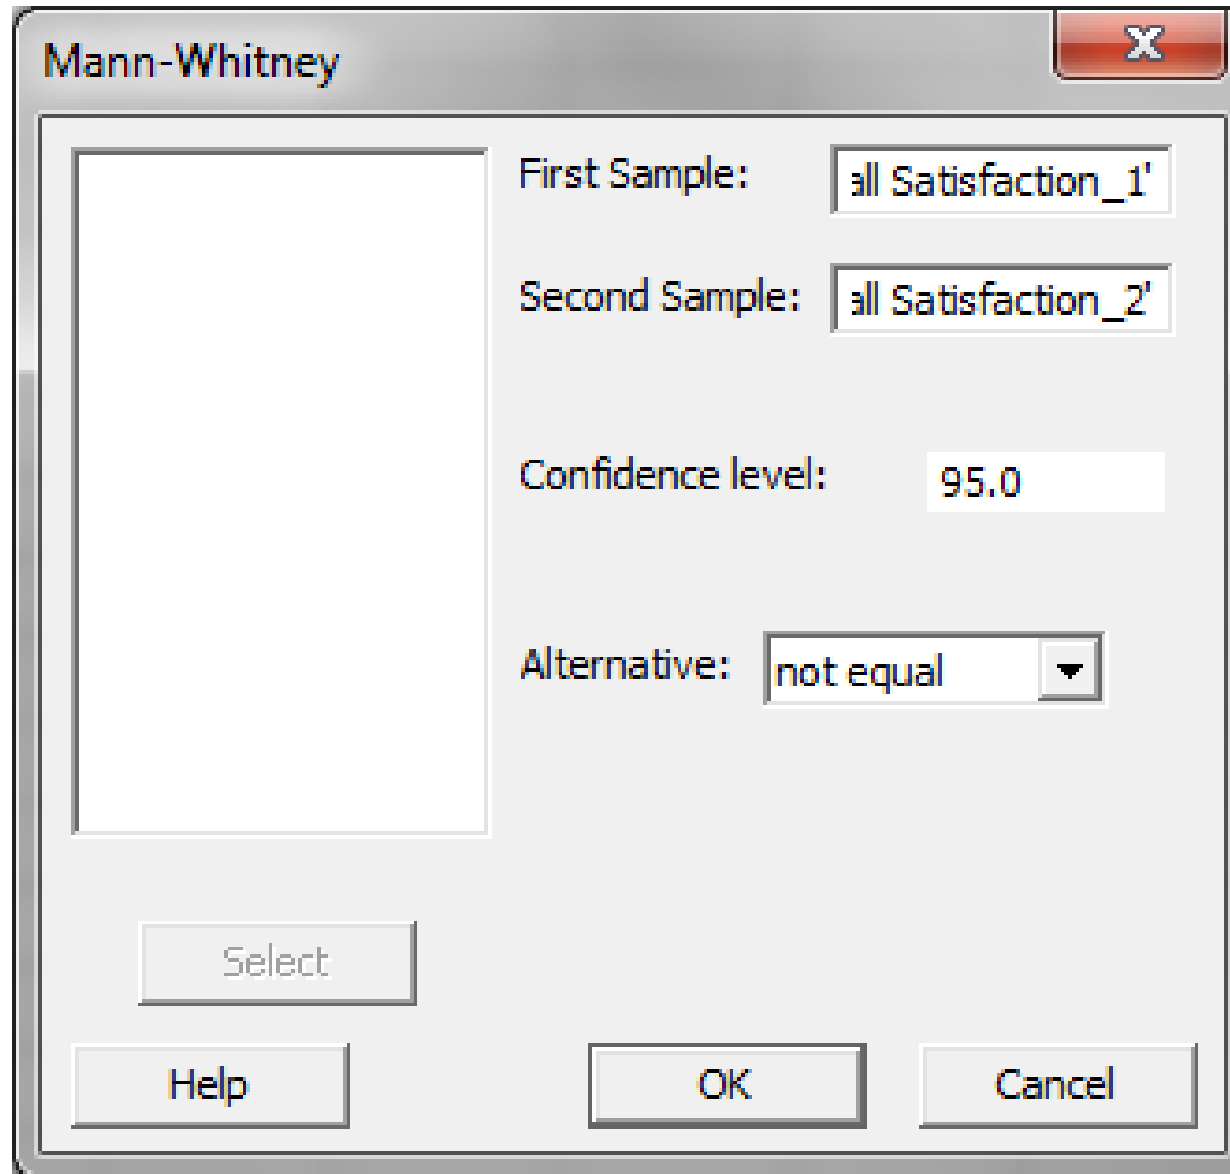 Mann-Whitney
First Sample: all Satisfaction_1'
Second Sample: all Satisfaction_2'
Confidence level: 95.0
Alternative: not equal
Select
Help OK Cancel